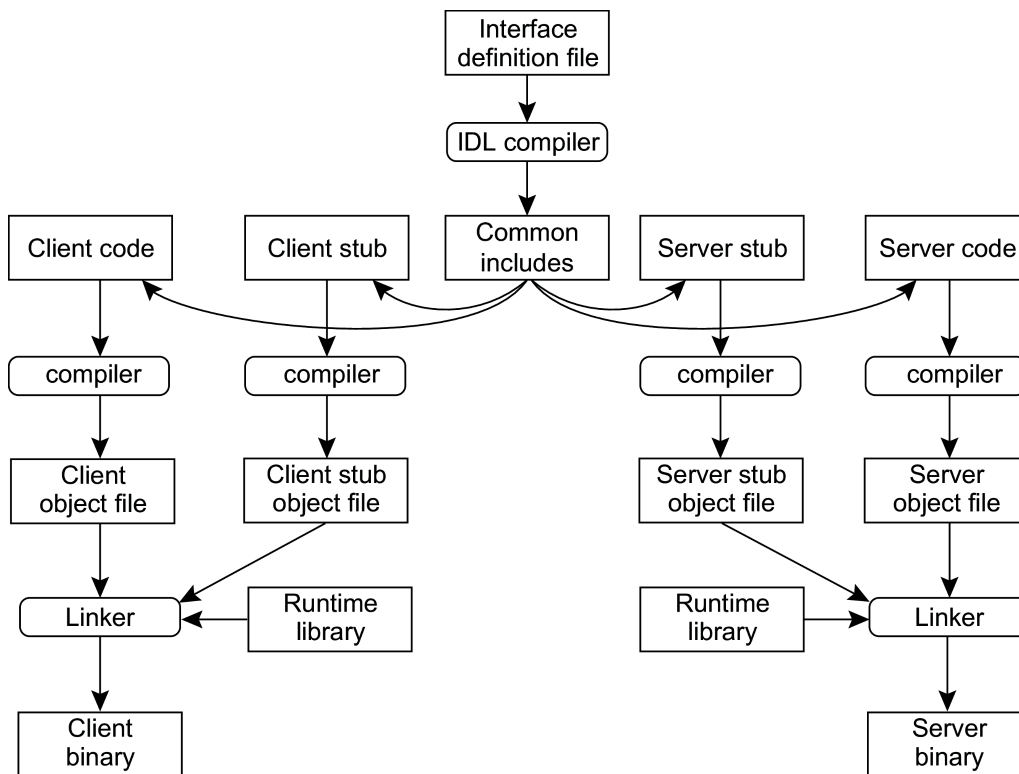 Interface
definition file
IDL compiler
Client code
Client stub
Common
includes
Server stub
Server code
compiler
compiler
compiler
compiler
Client
object file
Client stub
object file
Server stub
object file
Server
object file
Linker
Runtime
library
Runtime
library
Linker
Client
binary
Server
binary